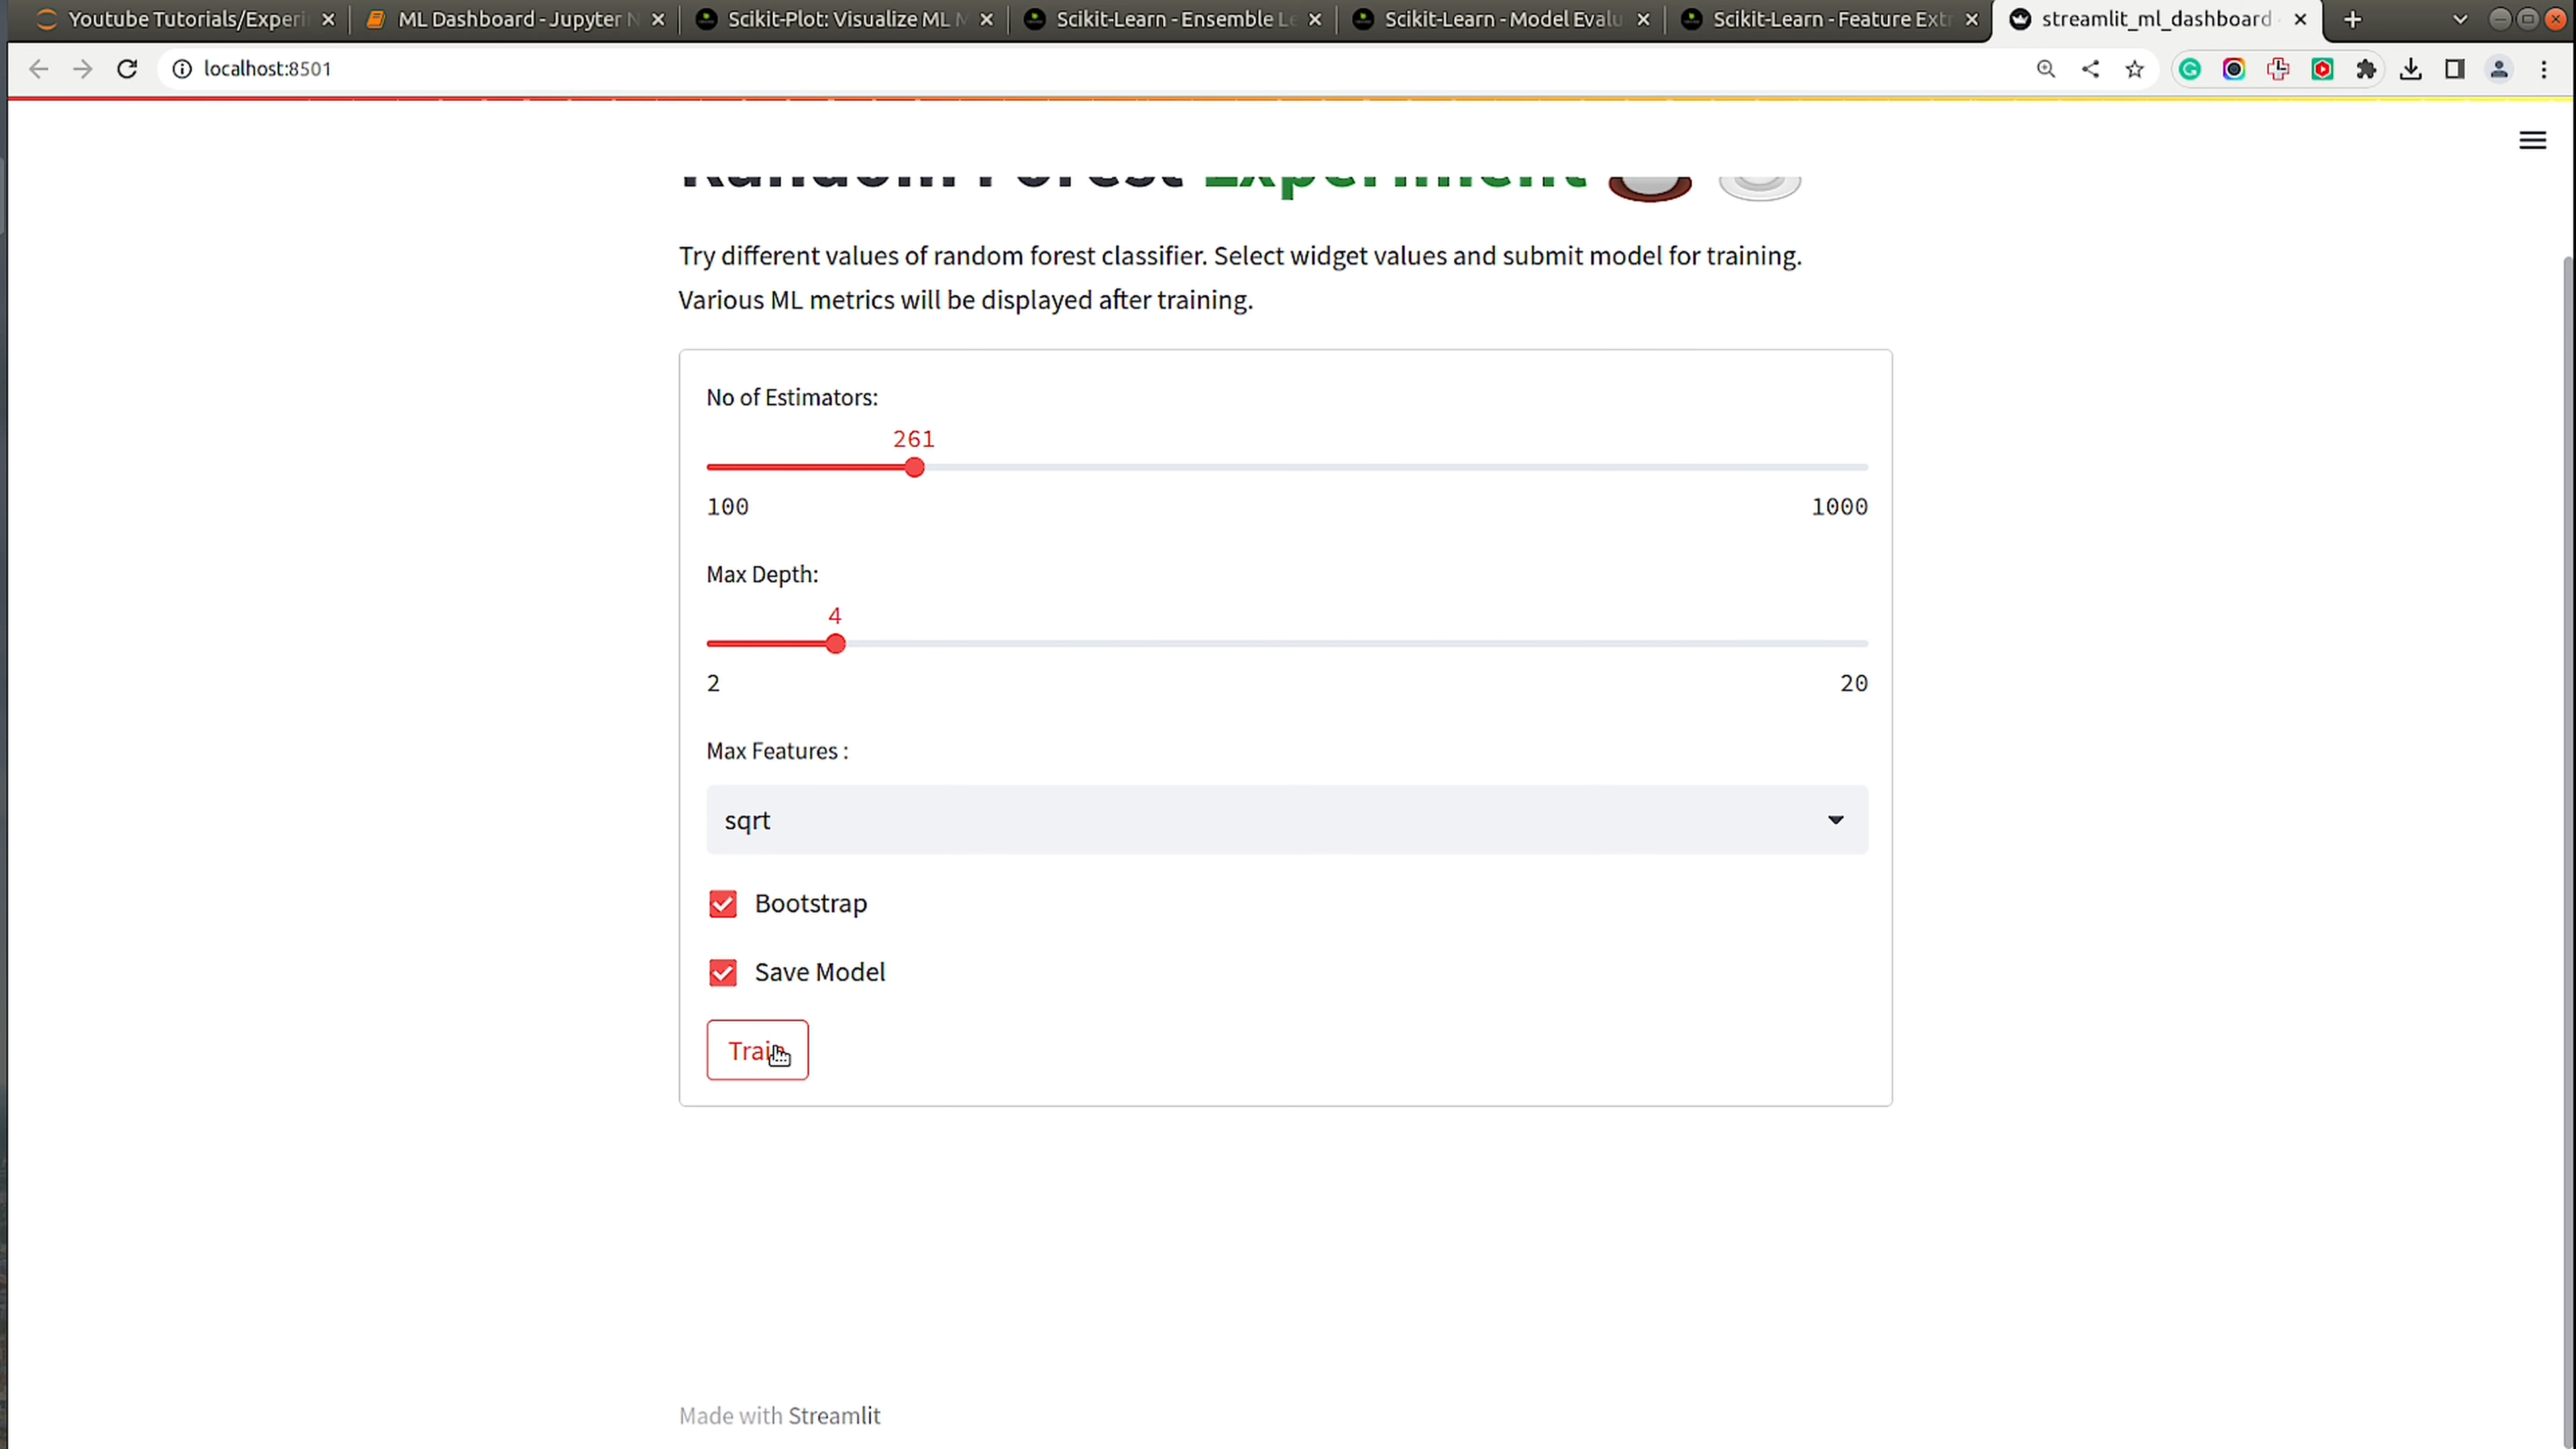 Youtube Tutorials/Experi
ML Dashboard - Jupyter N
Scikit-Plot: Visualize ML M
Scikit-Learn - Ensemble Le
Scikit-Learn - Model Evalu
Scikit-Learn - Feature Extr
streamlit_ml_dashboard
localhost:8501
Random Forest Experiment
Try different values of random forest classifier. Select widget values and submit model for training.
Various ML metrics will be displayed after training.
No of Estimators:
261
100 1000
Max Depth:
4
2 20
Max Features :
sqrt
Bootstrap
Save Model
Train
Made with Streamlit